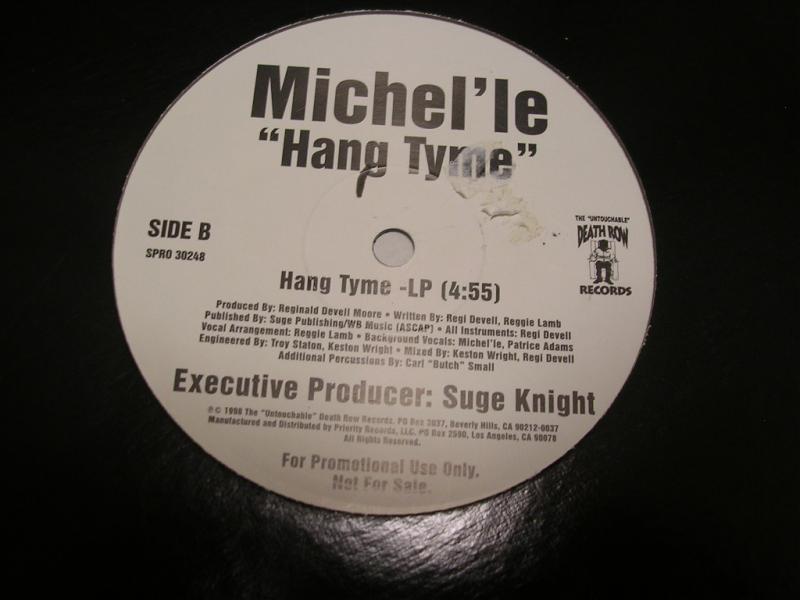 Michel'le
"Hang Tyme"
SIDE B
SPRO 30248
THE "UNTOUCHABLE"
DEATH ROW
RECORDS
Hang Tyme -LP (4:55)
Produced By: Reginald Devell Moore • Written By: Regi Devell, Reggie Lamb
Published By: Suge Publishing/WB Music (ASCAP) • All Instruments: Regi Devell
Vocal Arrangement: Reggie Lamb • Background Vocals: Michel'le, Patrice Adams
Engineered By: Troy Staton, Keston Wright • Mixed By: Keston Wright, Regi Devell
Additional Percussions By: Carl "Butch" Small
Executive Producer: Suge Knight
℗© 1998 The "Untouchable" Death Row Records. PO Box 3037, Beverly Hills, CA 90212-0037
Manufactured and Distributed by Priority Records, LLC. PO Box 2590, Los Angeles, CA 90078
All Rights Reserved.
For Promotional Use Only.
Not For Sale.